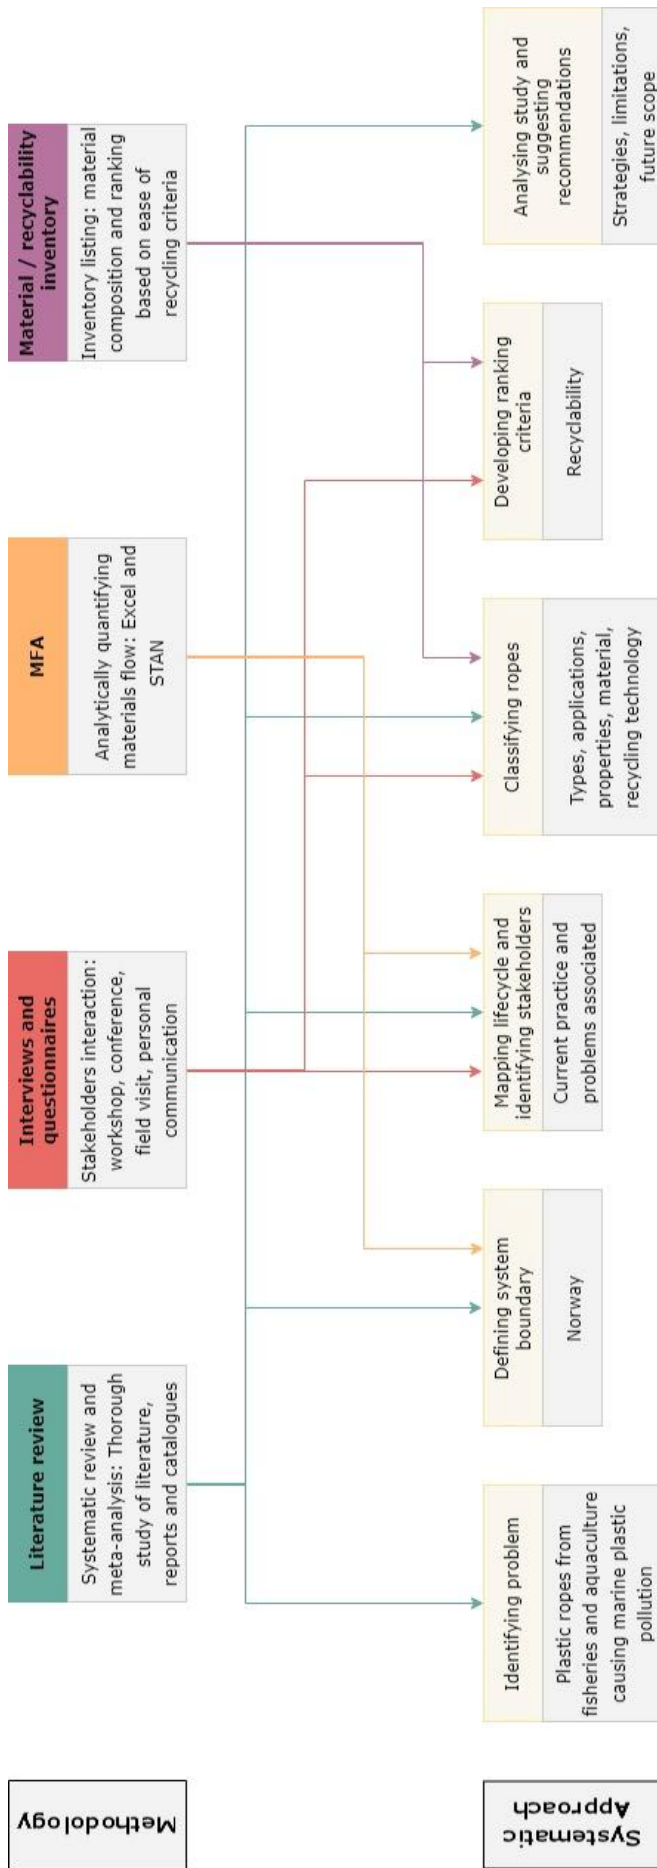 Methodology
Literature review
Systematic review and
meta-analysis: Thorough
study of literature,
reports and catalogues
Interviews and
questionnaires
Stakeholders interaction:
workshop, conference,
field visit, personal
communication
MFA
Analytically quantifying
materials flow: Excel and
STAN
Material / recyclability
inventory
Inventory listing: material
composition and ranking
based on ease of
recycling criteria
Systematic
Approach
Identifying problem
Plastic ropes from
fisheries and aquaculture
causing marine plastic
pollution
Defining system
boundary
Norway
Mapping lifecycle and
identifying stakeholders
Current practice and
problems associated
Classifying ropes
Types, applications,
properties, material,
recycling technology
Developing ranking
criteria
Recyclability
Analysing study and
suggesting
recommendations
Strategies, limitations,
future scope